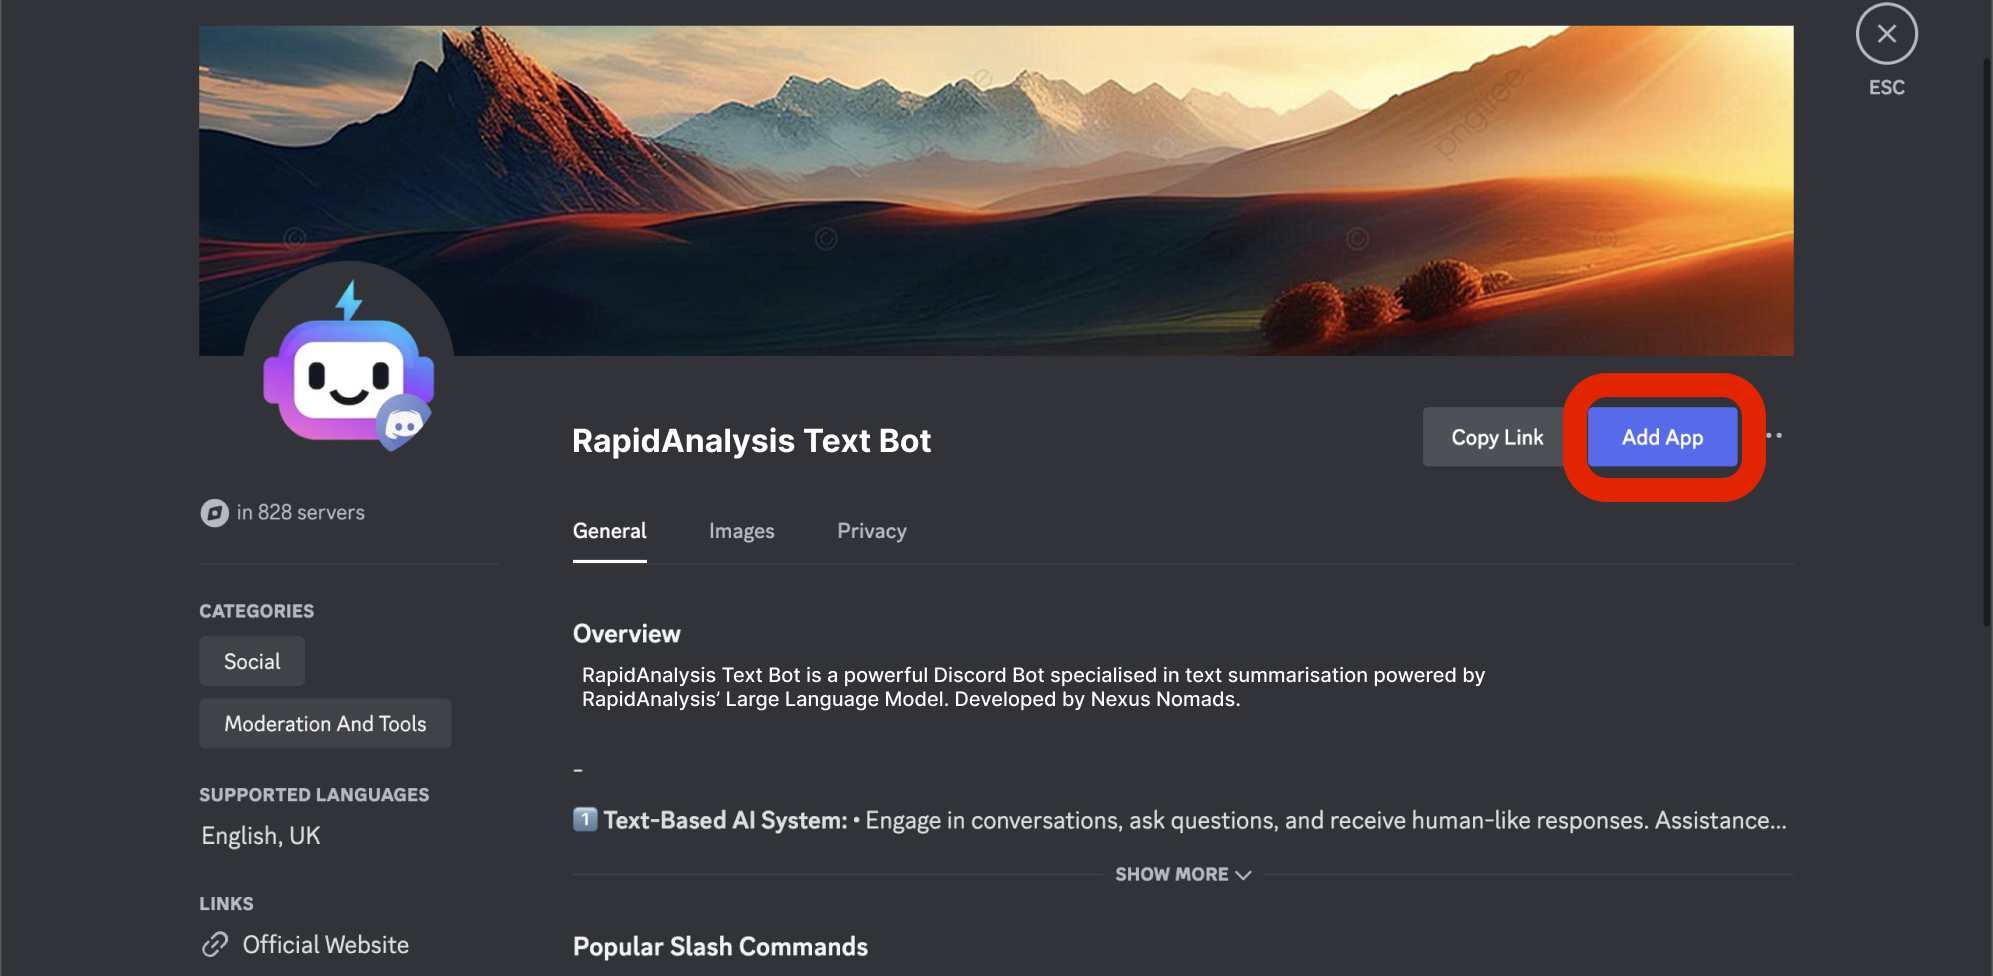 ESC
pngtree
RapidAnalysis Text Bot
Copy Link
Add App
in 828 servers
General
Images
Privacy
CATEGORIES
Social
Moderation And Tools
SUPPORTED LANGUAGES
English, UK
LINKS
Official Website
Overview
RapidAnalysis Text Bot is a powerful Discord Bot specialised in text summarisation powered by
RapidAnalysis’ Large Language Model. Developed by Nexus Nomads.
-
1 Text-Based AI System: • Engage in conversations, ask questions, and receive human-like responses. Assistance...
SHOW MORE
Popular Slash Commands